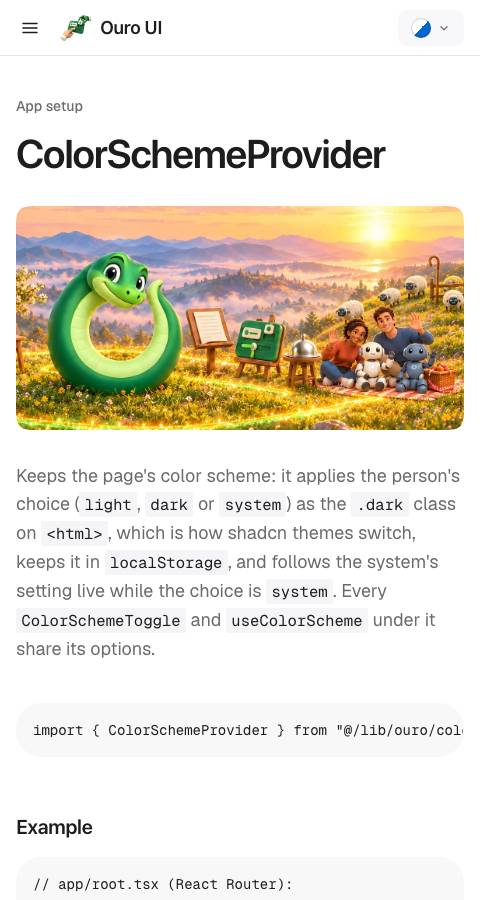 Ouro UI
App setup
ColorSchemeProvider
Keeps the page's color scheme: it applies the person's
choice ( light , dark or system ) as the .dark class
on <html> , which is how shadcn themes switch,
keeps it in localStorage , and follows the system's
setting live while the choice is system . Every
ColorSchemeToggle and useColorScheme under it
share its options.
import { ColorSchemeProvider } from "@/lib/ouro/col
Example
// app/root.tsx (React Router):